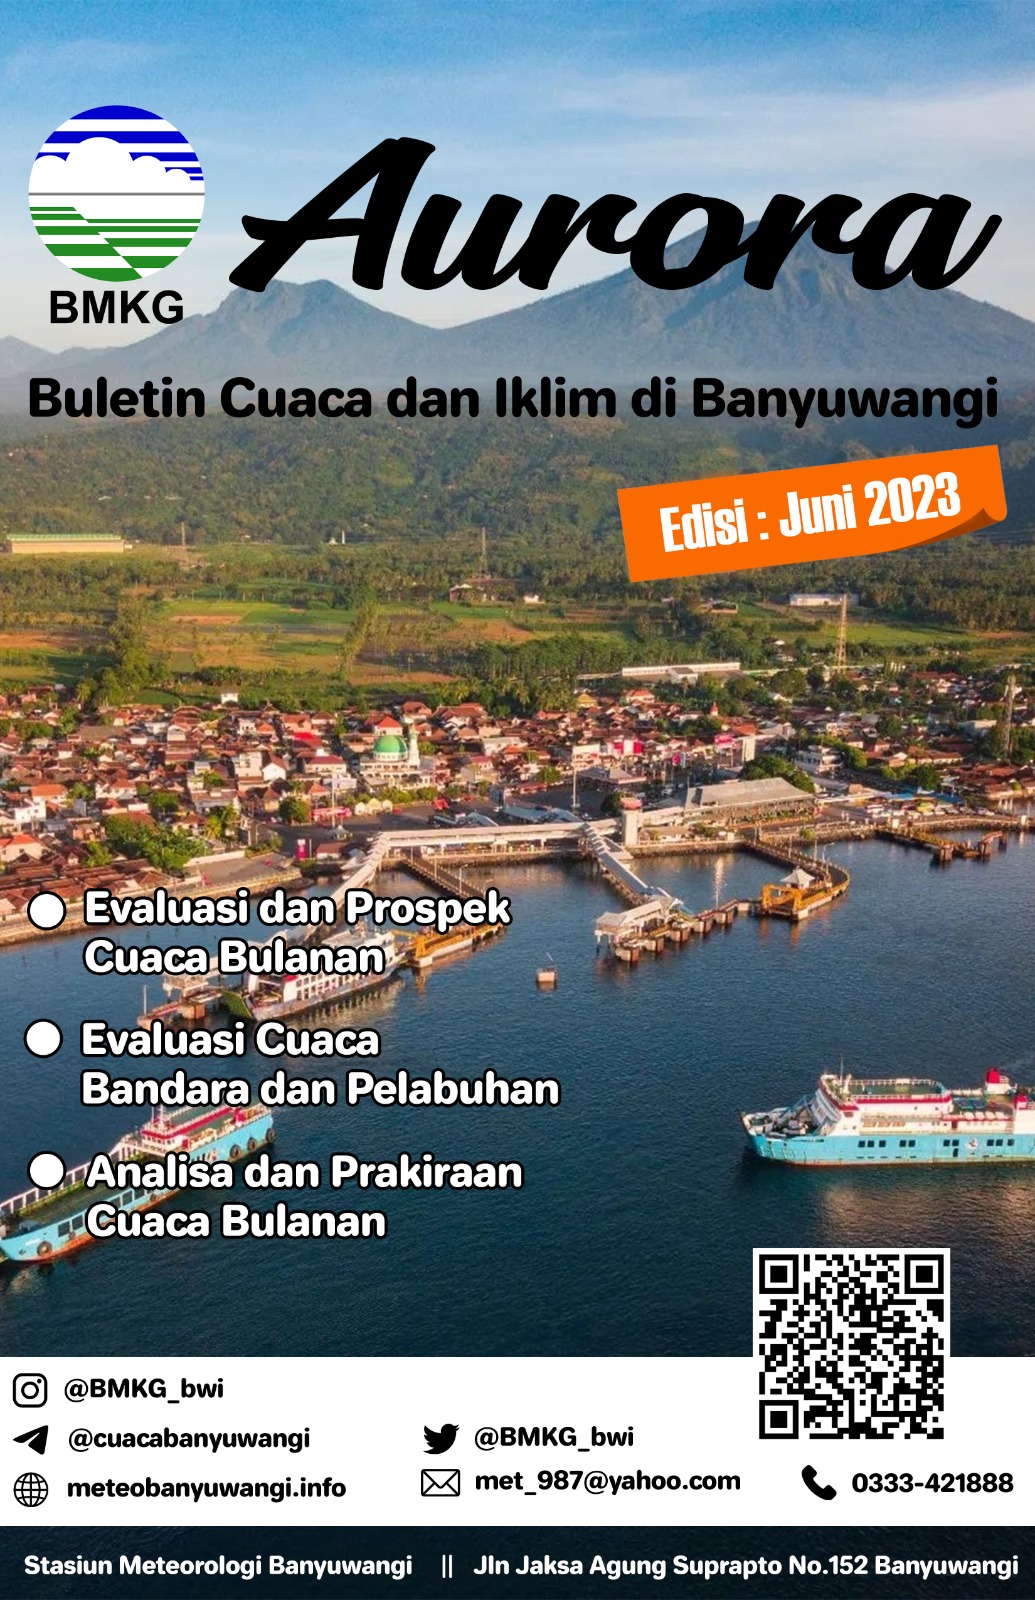 BMKG
Aurora
Buletin Cuaca dan Iklim di Banyuwangi
Edisi : Juni 2023
Evaluasi dan Prospek
Cuaca Bulanan
Evaluasi Cuaca
Bandara dan Pelabuhan
Analisa dan Prakiraan
Cuaca Bulanan
@BMKG_bwi
@cuacabanyuwangi
@BMKG_bwi
meteobanyuwangi.info
met_987@yahoo.com
0333-421888
Stasiun Meteorologi Banyuwangi || Jln Jaksa Agung Suprapto No.152 Banyuwangi